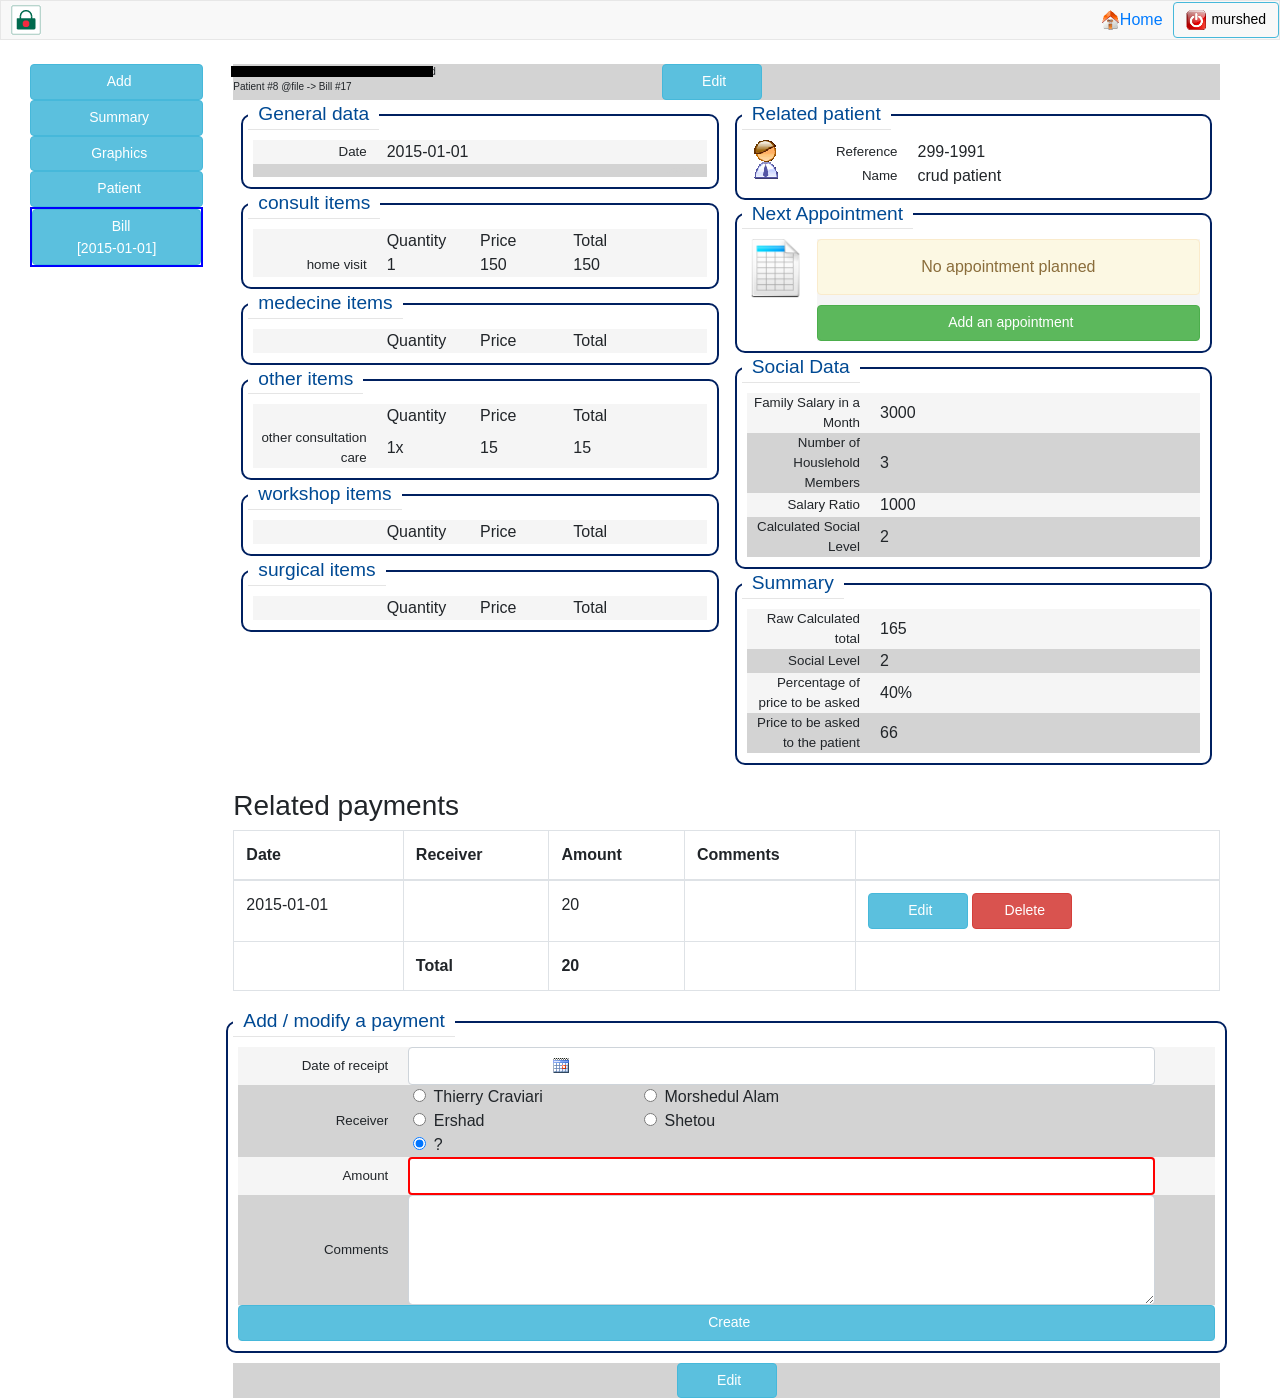 Home
murshed
Add
Summary
Graphics
Patient
Bill
[2015-01-01]
Patient #8 @file -> Bill #17
Edit
General data
Date 2015-01-01
consult items
Quantity Price Total
home visit 1 150 150
medecine items
Quantity Price Total
other items
Quantity Price Total
other consultation
care 1x 15 15
workshop items
Quantity Price Total
surgical items
Quantity Price Total
Related patient
Reference 299-1991
Name crud patient
Next Appointment
No appointment planned
Add an appointment
Social Data
Family Salary in a
Month 3000
Number of
Houslehold
Members 3
Salary Ratio 1000
Calculated Social
Level 2
Summary
Raw Calculated
total 165
Social Level 2
Percentage of
price to be asked 40%
Price to be asked
to the patient 66
Related payments
Date Receiver Amount Comments
2015-01-01 20 Edit Delete
Total 20
Add / modify a payment
Date of receipt
Receiver
Thierry Craviari Morshedul Alam
Ershad Shetou
?
Amount
Comments
Create
Edit